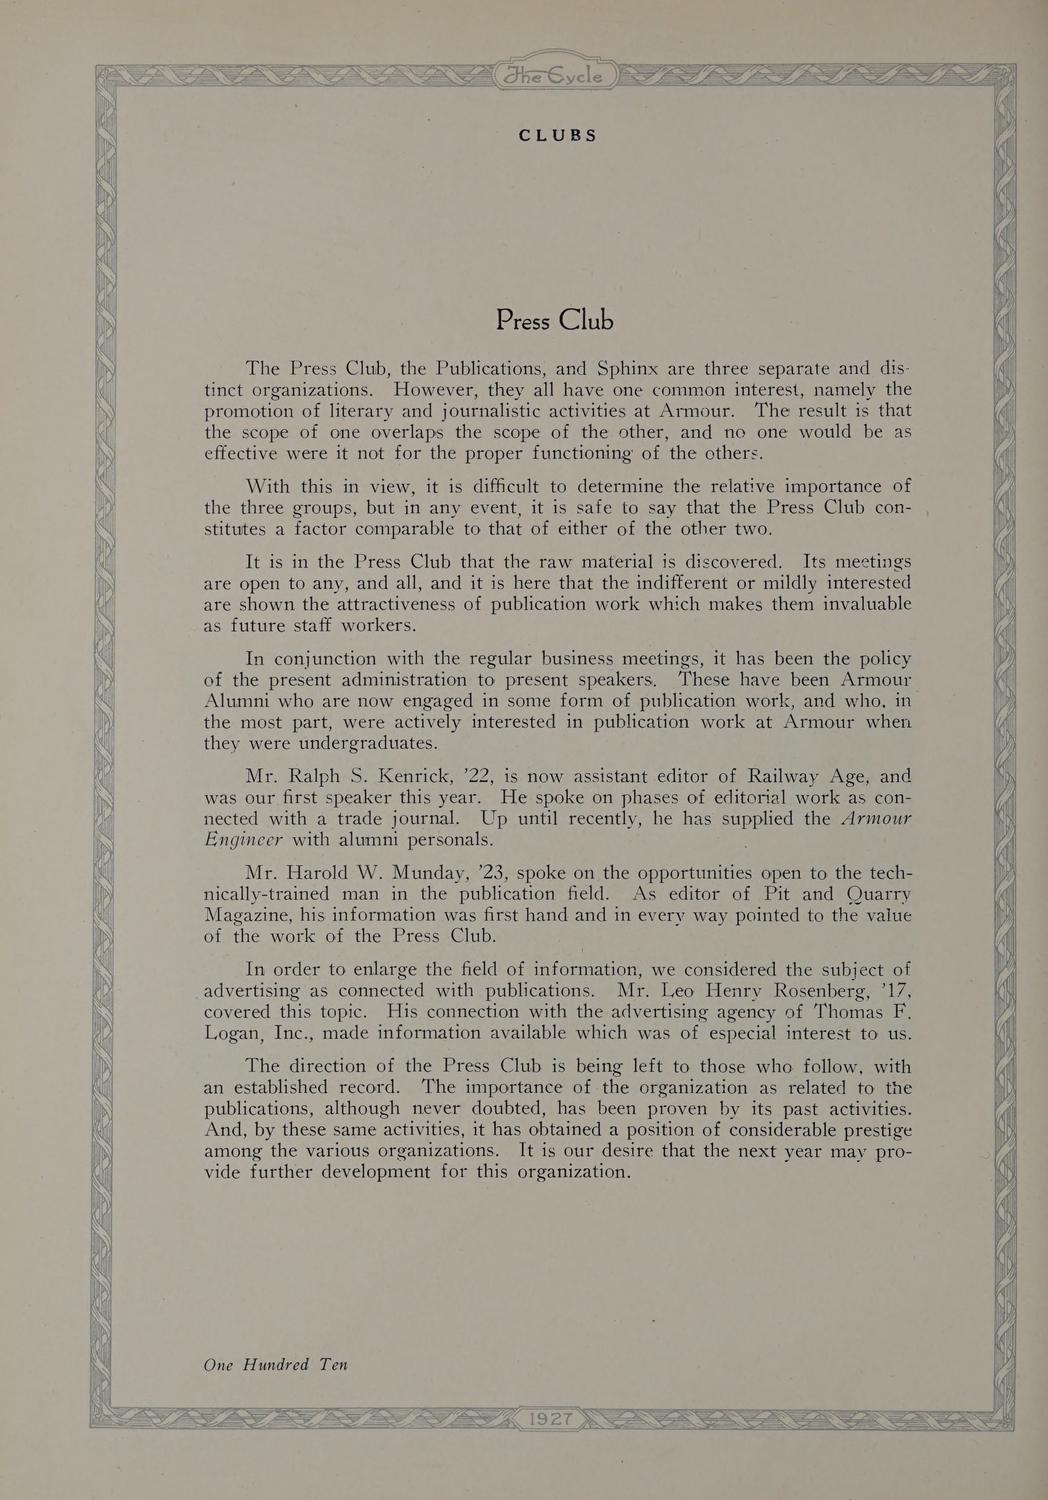 The Cycle
CLUBS
Press Club
The Press Club, the Publications, and Sphinx are three separate and dis-
tinct organizations. However, they all have one common interest, namely the
promotion of literary and journalistic activities at Armour. The result is that
the scope of one overlaps the scope of the other, and no one would be as
effective were it not for the proper functioning of the others.
With this in view, it is difficult to determine the relative importance of
the three groups, but in any event, it is safe to say that the Press Club con-
stitutes a factor comparable to that of either of the other two.
It is in the Press Club that the raw material is discovered. Its meetings
are open to any, and all, and it is here that the indifferent or mildly interested
are shown the attractiveness of publication work which makes them invaluable
as future staff workers.
In conjunction with the regular business meetings, it has been the policy
of the present administration to present speakers. These have been Armour
Alumni who are now engaged in some form of publication work, and who, in
the most part, were actively interested in publication work at Armour when
they were undergraduates.
Mr. Ralph S. Kenrick, '22, is now assistant editor of Railway Age, and
was our first speaker this year. He spoke on phases of editorial work as con-
nected with a trade journal. Up until recently, he has supplied the Armour
Engineer with alumni personals.
Mr. Harold W. Munday, '23, spoke on the opportunities open to the tech-
nically-trained man in the publication field. As editor of Pit and Quarry
Magazine, his information was first hand and in every way pointed to the value
of the work of the Press Club.
In order to enlarge the field of information, we considered the subject of
advertising as connected with publications. Mr. Leo Henry Rosenberg, '17,
covered this topic. His connection with the advertising agency of Thomas F.
Logan, Inc., made information available which was of especial interest to us.
The direction of the Press Club is being left to those who follow, with
an established record. The importance of the organization as related to the
publications, although never doubted, has been proven by its past activities.
And, by these same activities, it has obtained a position of considerable prestige
among the various organizations. It is our desire that the next year may pro-
vide further development for this organization.
One Hundred Ten
1927